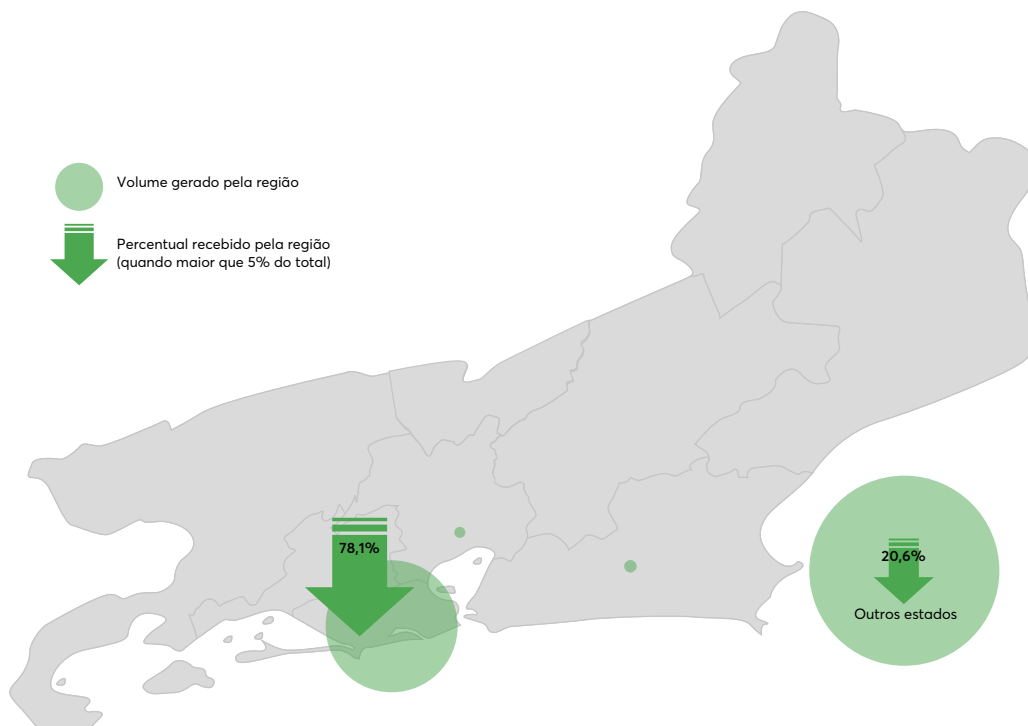 Volume gerado pela região
Percentual recebido pela região
(quando maior que 5% do total)
78,1%
20,6%
Outros estados